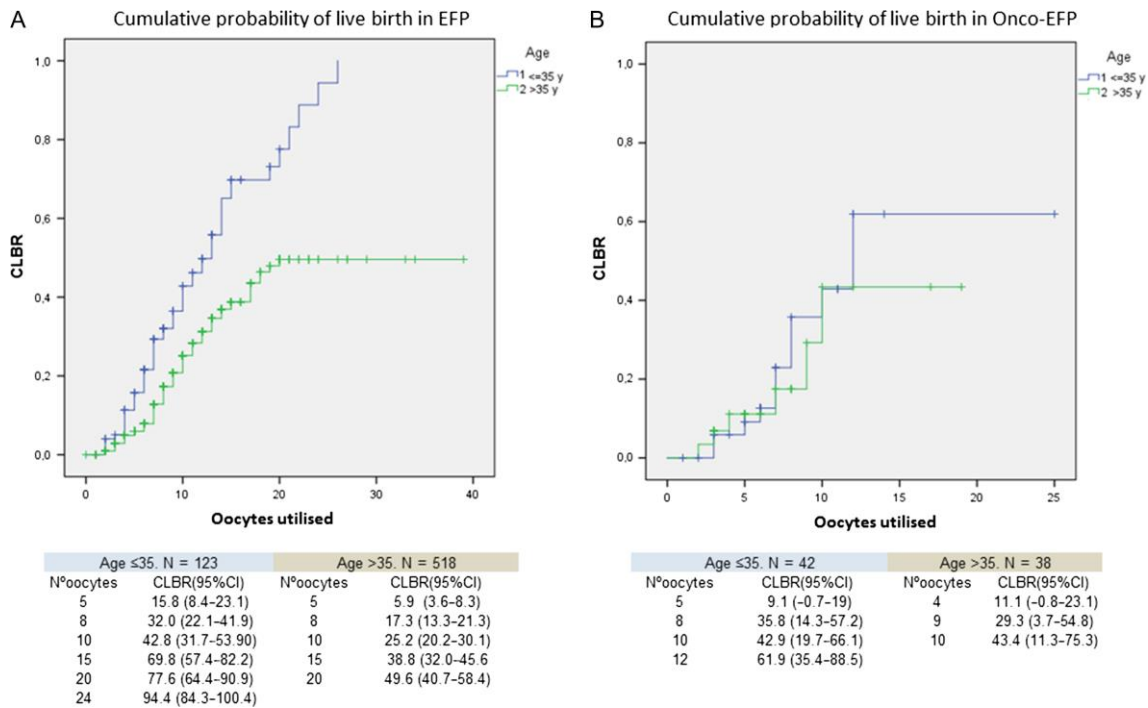 A Cumulative probability of live birth in EFP
Age
1 <=35 y
2 >35 y
1,0
0,8
0,6
0,4
0,2
0,0
CLBR
0 10 20 30 40
Oocytes utilised
Age ≤35. N = 123 Age >35. N = 518
Nºoocytes CLBR(95%CI) Nºoocytes CLBR(95%CI)
5 15.8 (8.4–23.1) 5 5.9 (3.6–8.3)
8 32.0 (22.1–41.9) 8 17.3 (13.3–21.3)
10 42.8 (31.7–53.90) 10 25.2 (20.2–30.1)
15 69.8 (57.4–82.2) 15 38.8 (32.0–45.6
20 77.6 (64.4–90.9) 20 49.6 (40.7–58.4)
24 94.4 (84.3–100.4)
B Cumulative probability of live birth in Onco-EFP
Age
1 <=35 y
2 >35 y
1,0
0,8
0,6
0,4
0,2
0,0
CLBR
0 5 10 15 20 25
Oocytes utilised
Age ≤35. N = 42 Age >35. N = 38
Nºoocytes CLBR(95%CI) Nºoocytes CLBR(95%CI)
5 9.1 (−0.7–19) 4 11.1 (−0.8–23.1)
8 35.8 (14.3–57.2) 9 29.3 (3.7–54.8)
10 42.9 (19.7–66.1) 10 43.4 (11.3–75.3)
12 61.9 (35.4–88.5)